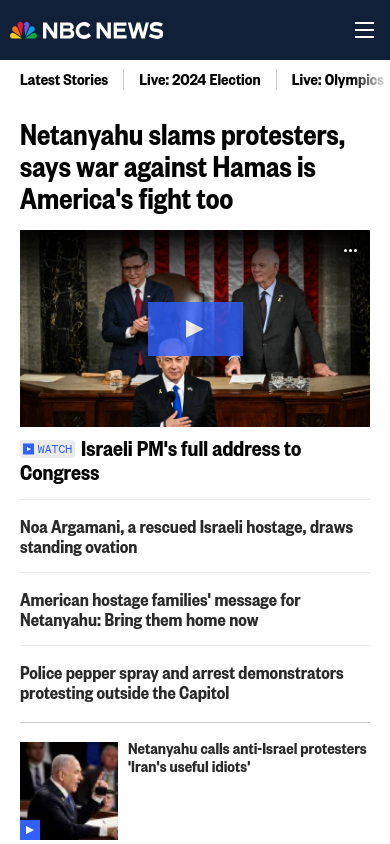 NBC NEWS
Latest Stories
Live: 2024 Election
Live: Olympics
Netanyahu slams protesters,
says war against Hamas is
America's fight too
WATCH Israeli PM's full address to
Congress
Noa Argamani, a rescued Israeli hostage, draws
standing ovation
American hostage families' message for
Netanyahu: Bring them home now
Police pepper spray and arrest demonstrators
protesting outside the Capitol
Netanyahu calls anti-Israel protesters
'Iran's useful idiots'